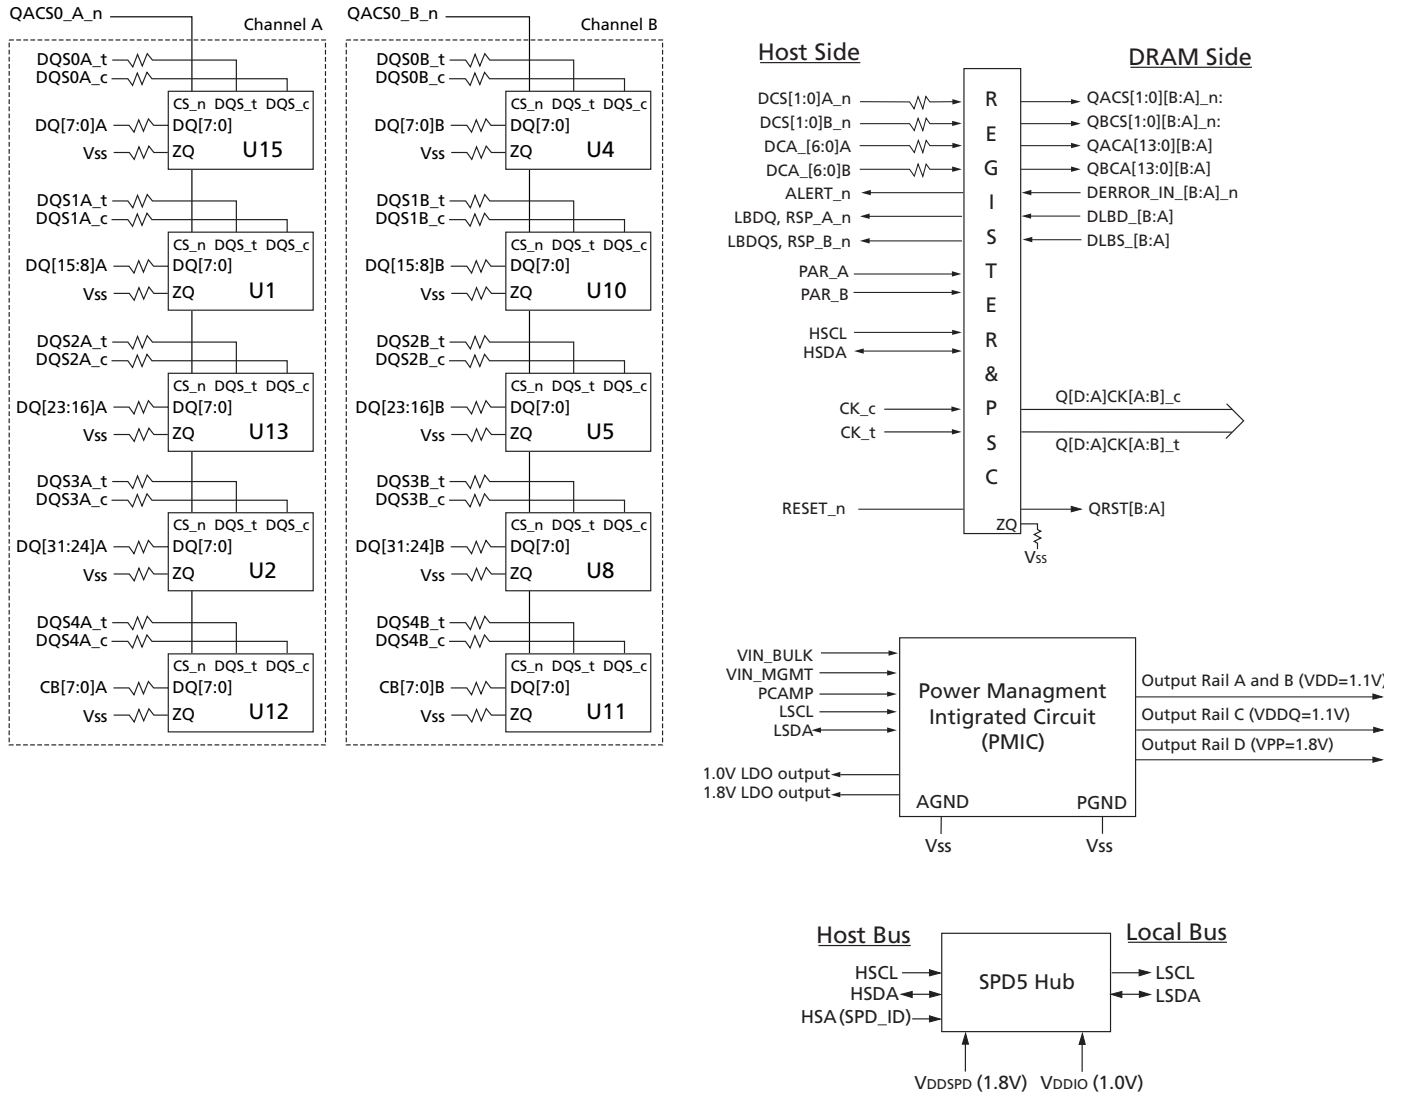 QACS0_A_n
Channel A
DQS0A_t
DQS0A_c
CS_n DQS_t DQS_c
DQ[7:0]A
DQ[7:0]
Vss
ZQ
U15
DQS1A_t
DQS1A_c
CS_n DQS_t DQS_c
DQ[15:8]A
DQ[7:0]
Vss
ZQ
U1
DQS2A_t
DQS2A_c
CS_n DQS_t DQS_c
DQ[23:16]A
DQ[7:0]
Vss
ZQ
U13
DQS3A_t
DQS3A_c
CS_n DQS_t DQS_c
DQ[31:24]A
DQ[7:0]
Vss
ZQ
U2
DQS4A_t
DQS4A_c
CS_n DQS_t DQS_c
CB[7:0]A
DQ[7:0]
Vss
ZQ
U12
QACS0_B_n
Channel B
DQS0B_t
DQS0B_c
CS_n DQS_t DQS_c
DQ[7:0]B
DQ[7:0]
Vss
ZQ
U4
DQS1B_t
DQS1B_c
CS_n DQS_t DQS_c
DQ[15:8]B
DQ[7:0]
Vss
ZQ
U10
DQS2B_t
DQS2B_c
CS_n DQS_t DQS_c
DQ[23:16]B
DQ[7:0]
Vss
ZQ
U5
DQS3B_t
DQS3B_c
CS_n DQS_t DQS_c
DQ[31:24]B
DQ[7:0]
Vss
ZQ
U8
DQS4B_t
DQS4B_c
CS_n DQS_t DQS_c
CB[7:0]B
DQ[7:0]
Vss
ZQ
U11
Host Side
DCS[1:0]A_n
DCS[1:0]B_n
DCA_[6:0]A
DCA_[6:0]B
ALERT_n
LBDQ, RSP_A_n
LBDQS, RSP_B_n
PAR_A
PAR_B
HSCL
HSDA
CK_c
CK_t
RESET_n
R
E
G
I
S
T
E
R
&
P
S
C
ZQ
Vss
DRAM Side
QACS[1:0][B:A]_n:
QBCS[1:0][B:A]_n:
QACA[13:0][B:A]
QBCA[13:0][B:A]
DERROR_IN_[B:A]_n
DLBD_[B:A]
DLBS_[B:A]
Q[D:A]CK[A:B]_c
Q[D:A]CK[A:B]_t
QRST[B:A]
VIN_BULK
VIN_MGMT
PCAMP
LSCL
LSDA
1.0V LDO output
1.8V LDO output
Power Managment
Intigrated Circuit
(PMIC)
AGND
PGND
Vss
Vss
Output Rail A and B (VDD=1.1V)
Output Rail C (VDDQ=1.1V)
Output Rail D (VPP=1.8V)
Host Bus
Local Bus
HSCL
HSDA
HSA (SPD_ID)
SPD5 Hub
LSCL
LSDA
VDDSPD (1.8V)
VDDIO (1.0V)